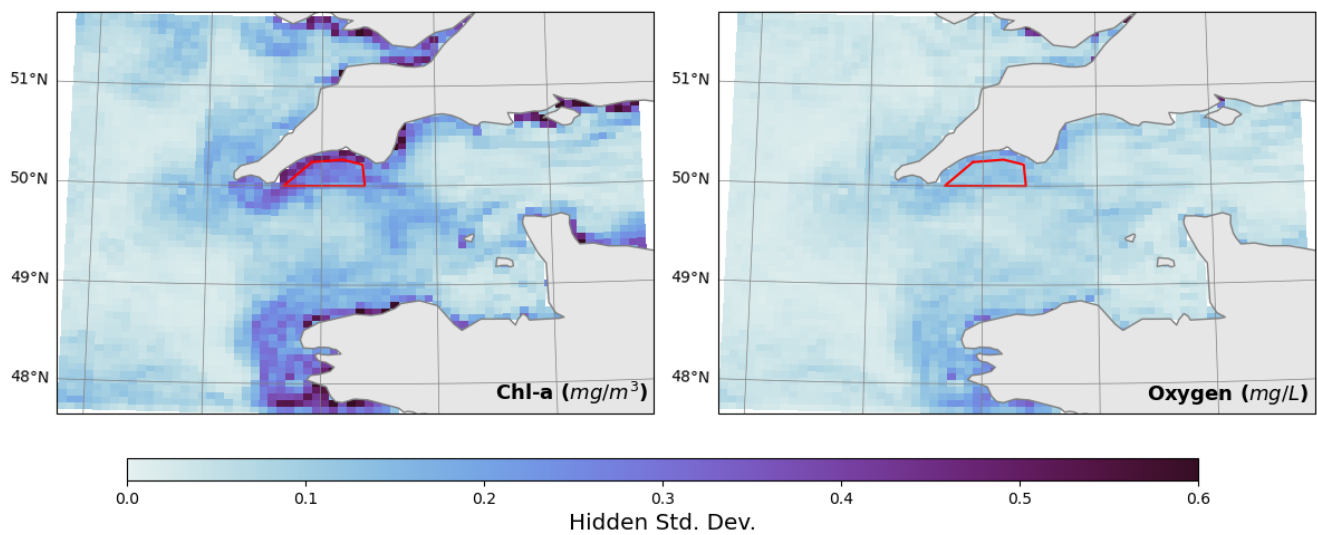 51°N
50°N
49°N
48°N
Chl-a (mg/m³)
51°N
50°N
49°N
48°N
Oxygen (mg/L)
0.0 0.1 0.2 0.3 0.4 0.5 0.6
Hidden Std. Dev.